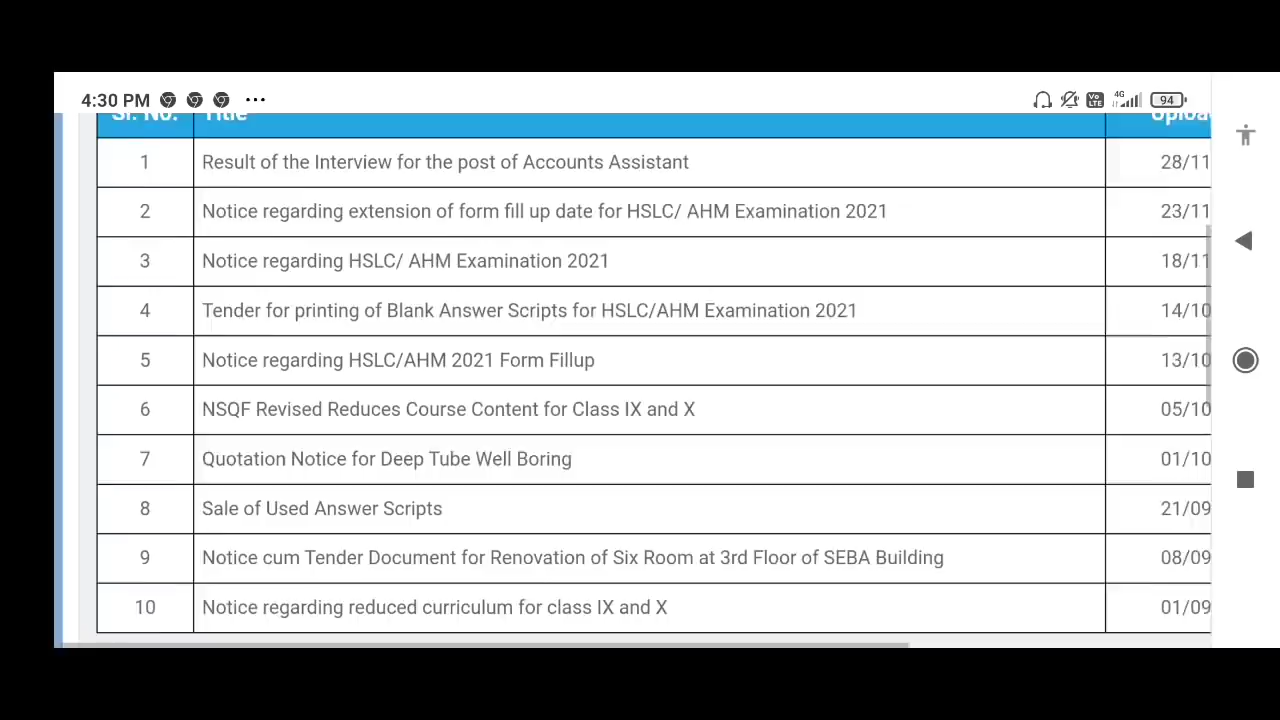 4:30 PM
4G
Vo
LTE
94
Sr. No. Title
1 Result of the Interview for the post of Accounts Assistant 28/11
2 Notice regarding extension of form fill up date for HSLC/ AHM Examination 2021 23/11
3 Notice regarding HSLC/ AHM Examination 2021 18/11
4 Tender for printing of Blank Answer Scripts for HSLC/AHM Examination 2021 14/10
5 Notice regarding HSLC/AHM 2021 Form Fillup 13/10
6 NSQF Revised Reduces Course Content for Class IX and X 05/10
7 Quotation Notice for Deep Tube Well Boring 01/10
8 Sale of Used Answer Scripts 21/09
9 Notice cum Tender Document for Renovation of Six Room at 3rd Floor of SEBA Building 08/09
10 Notice regarding reduced curriculum for class IX and X 01/09